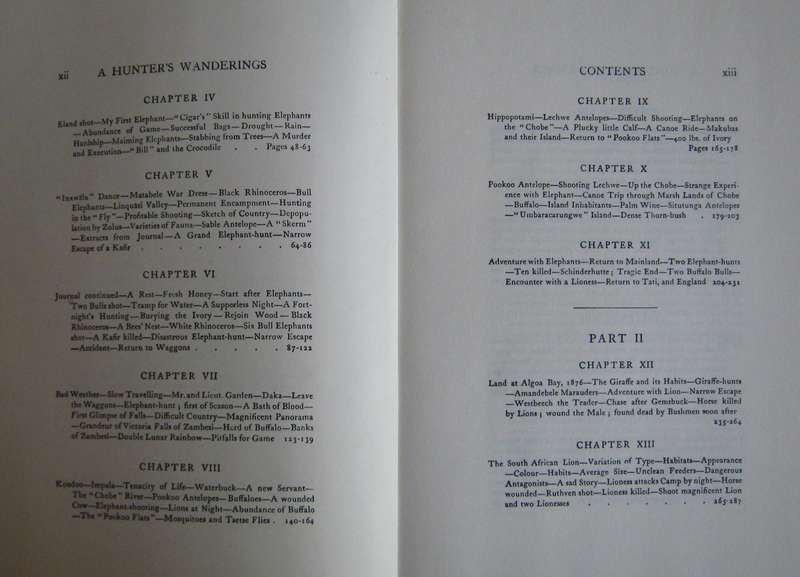 xii A HUNTER'S WANDERINGS
CHAPTER IV
Eland shot—My First Elephant—"Cigar's" Skill in hunting Elephants
—Abundance of Game—Successful Bags—Drought—Rain—
Hardship—Maiming Elephants—Stabbing from Trees—A Murder
and Execution—"Bill" and the Crocodile . . Pages 48-63
CHAPTER V
"Inxwala" Dance—Matabele War Dress—Black Rhinoceros—Bull
Elephants—Linquasi Valley—Permanent Encampment—Hunting
in the "Fly"—Profitable Shooting—Sketch of Country—Depopu-
lation by Zulus—Varieties of Fauna—Sable Antelope—A "Skerm"
—Extracts from Journal—A Grand Elephant-hunt—Narrow
Escape of a Kafir . . . . . . . . 64-86
CHAPTER VI
Journal continued—A Rest—Fresh Honey—Start after Elephants—
Two Bulls shot—Tramp for Water—A Supperless Night—A Fort-
night's Hunting—Burying the Ivory—Rejoin Wood—Black
Rhinoceros—A Bees' Nest—White Rhinoceros—Six Bull Elephants
shot—A Kafir killed—Disastrous Elephant-hunt—Narrow Escape
—Accident—Return to Waggons . . . . . 87-122
CHAPTER VII
Bad Weather—Slow Travelling—Mr. and Lieut. Garden—Daka—Leave
the Waggons—Elephant-hunt; first of Season—A Bath of Blood—
First Glimpse of Falls—Difficult Country—Magnificent Panorama
—Grandeur of Victoria Falls of Zambesi—Herd of Buffalo—Banks
of Zambesi—Double Lunar Rainbow—Pitfalls for Game 123-139
CHAPTER VIII
Koodoo—Impala—Tenacity of Life—Waterbuck—A new Servant—
The "Chobe" River—Pookoo Antelopes—Buffaloes—A wounded
Cow—Elephant-shooting—Lions at Night—Abundance of Buffalo
—The "Pookoo Flats"—Mosquitoes and Tsetse Flies . 140-164
CONTENTS xiii
CHAPTER IX
Hippopotami—Lechwe Antelopes—Difficult Shooting—Elephants on
the "Chobe"—A Plucky little Calf—A Canoe Ride—Makubas
and their Island—Return to "Pookoo Flats"—400 lbs. of Ivory
Pages 165-178
CHAPTER X
Pookoo Antelope—Shooting Lechwe—Up the Chobe—Strange Experi-
ence with Elephant—Canoe Trip through Marsh Lands of Chobe
—Buffalo—Island Inhabitants—Palm Wine—Situtunga Antelopes
—"Umbaracarungwe" Island—Dense Thorn-bush . 179-203
CHAPTER XI
Adventure with Elephants—Return to Mainland—Two Elephant-hunts
—Ten killed—Schinderhutte; Tragic End—Two Buffalo Bulls—
Encounter with a Lioness—Return to Tati, and England 204-231
PART II
CHAPTER XII
Land at Algoa Bay, 1876—The Giraffe and its Habits—Giraffe-hunts
—Amandebele Marauders—Adventure with Lion—Narrow Escape
—Westbeech the Trader—Chase after Gemsbuck—Horse killed
by Lions; wound the Male; found dead by Bushmen soon after
235-264
CHAPTER XIII
The South African Lion—Variation of Type—Habitats—Appearance
—Colour—Habits—Average Size—Unclean Feeders—Dangerous
Antagonists—A sad Story—Lioness attacks Camp by night—Horse
wounded—Ruthven shot—Lioness killed—Shoot magnificent Lion
and two Lionesses . . . . . . . 265-287